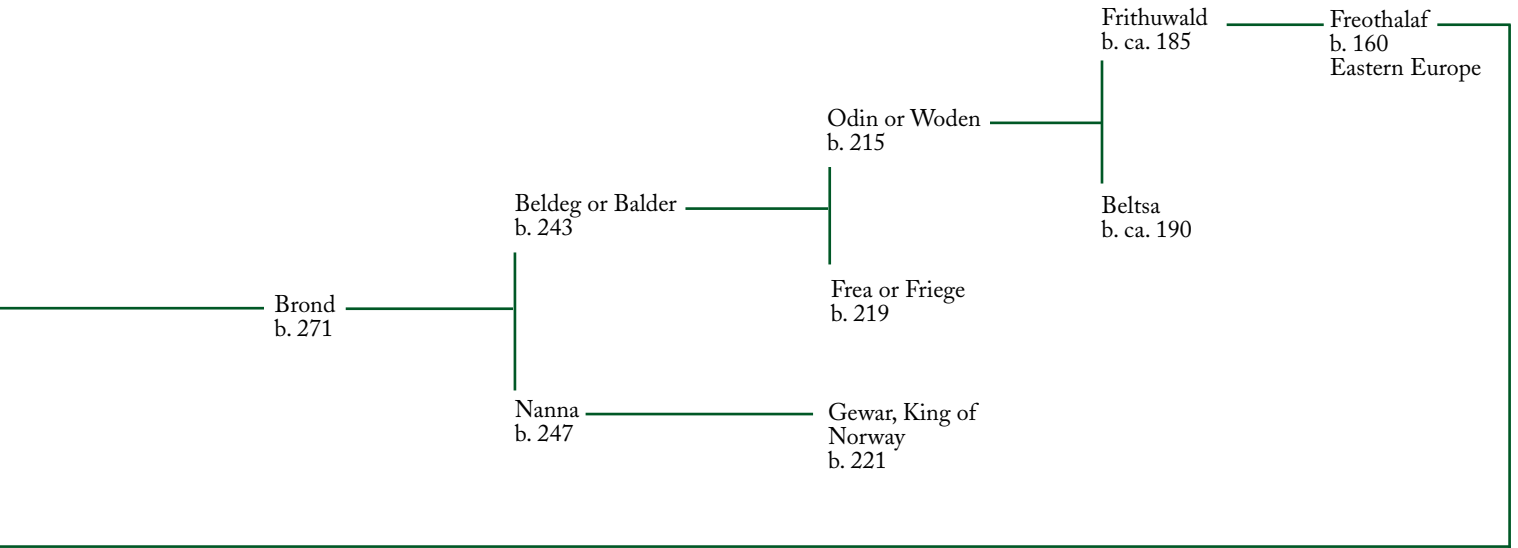 Frithuwald
b. ca. 185
Freothalaf
b. 160
Eastern Europe
Odin or Woden
b. 215
Beldeg or Balder
b. 243
Beltsa
b. ca. 190
Frea or Friege
b. 219
Brond
b. 271
Nanna
b. 247
Gewar, King of
Norway
b. 221